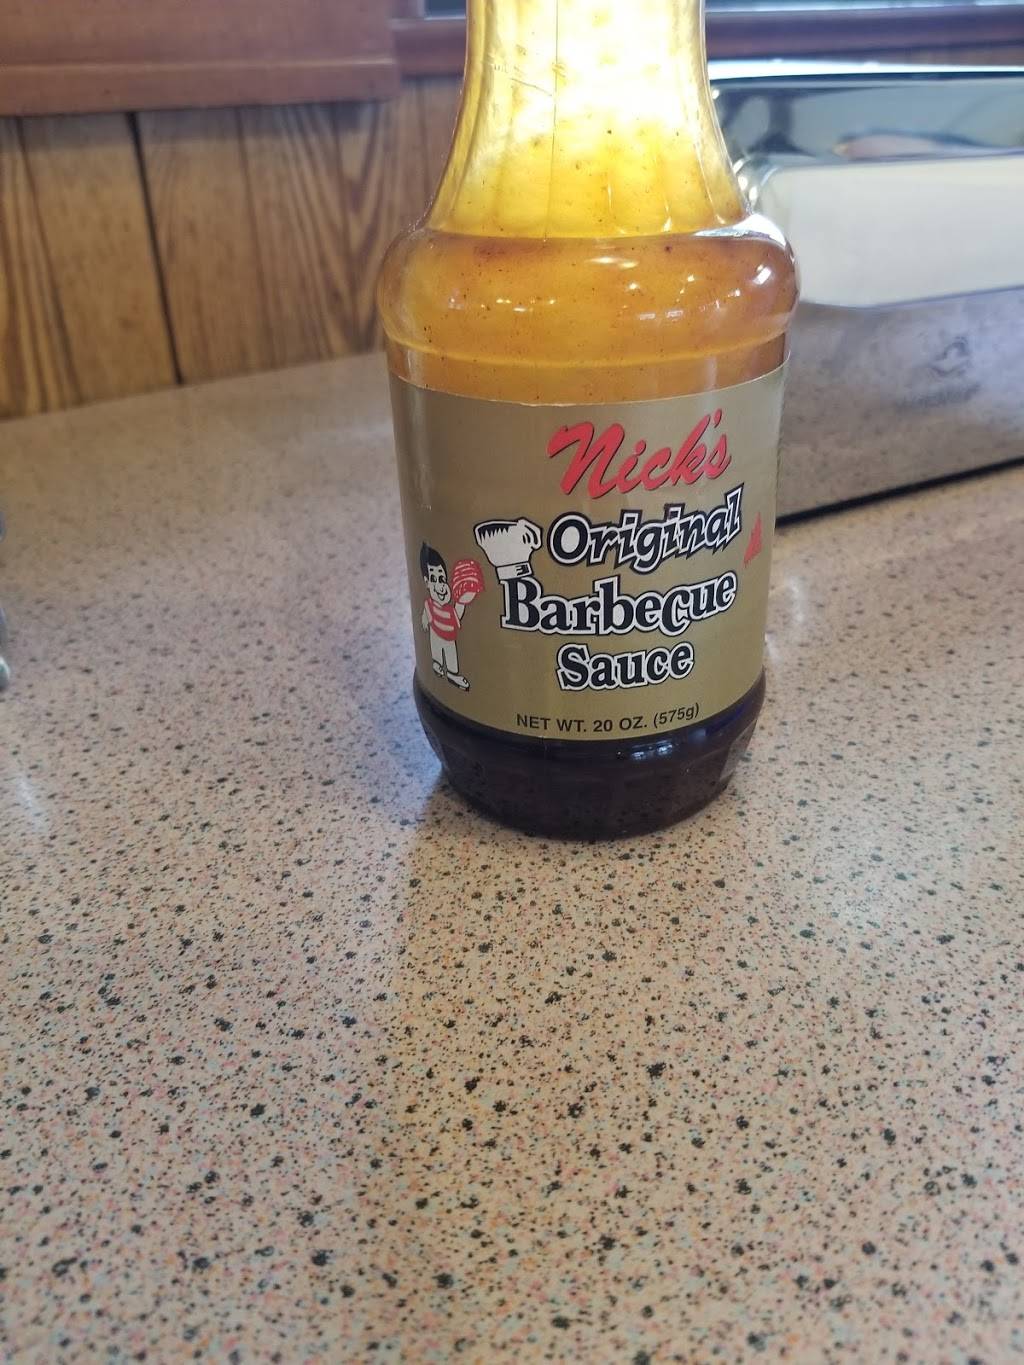 Nick's
Original
Barbecue
Sauce
NET WT. 20 OZ. (575g)